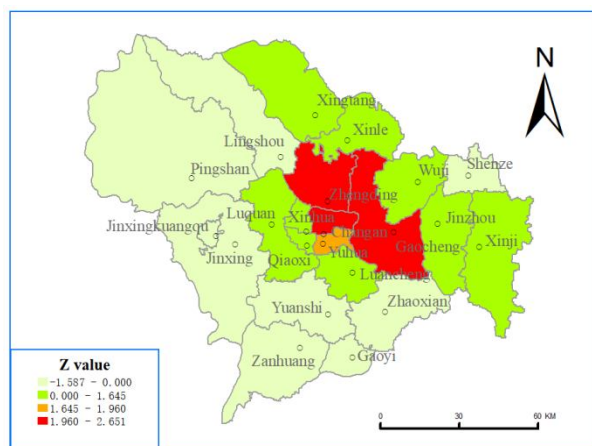 N
Xingtang
Xinle
Lingshou
Pingshan
Wuji
Shenze
Zhengding
Luquan
Xinhua
Jinzhou
Jinxingkuangqu
Changan
Gaocheng
Xinji
Jinxing
Qiaoxi
Yuhua
Luancheng
Yuanshi
Zhaoxian
Zanhuang
Gaoyi
Z value
-1.587 - 0.000
0.000 - 1.645
1.645 - 1.960
1.960 - 2.651
0 30 60 KM